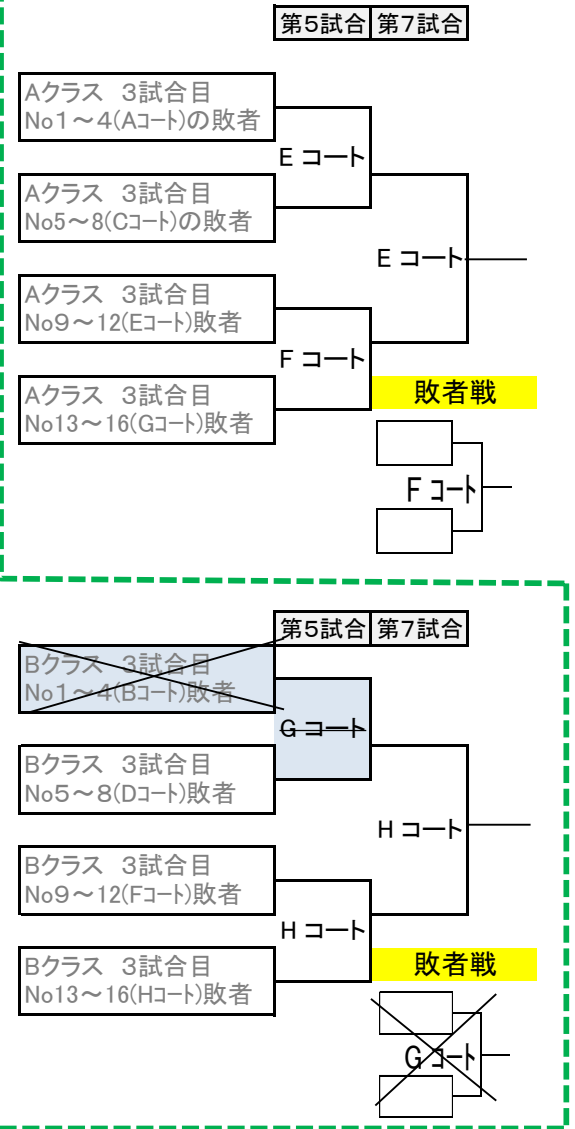 第5試合 第7試合
Aクラス　3試合目
No1～4(Aコート)の敗者
E コート
Aクラス　3試合目
No5～8(Cコート)の敗者
E コート
Aクラス　3試合目
No9～12(Eコート)敗者
F コート
敗者戦
Aクラス　3試合目
No13～16(Gコート)敗者
F コート
第5試合 第7試合
Bクラス　3試合目
No1～4(Bコート)敗者
G コート
Bクラス　3試合目
No5～8(Dコート)敗者
H コート
Bクラス　3試合目
No9～12(Fコート)敗者
H コート
敗者戦
Bクラス　3試合目
No13～16(Hコート)敗者
G コート